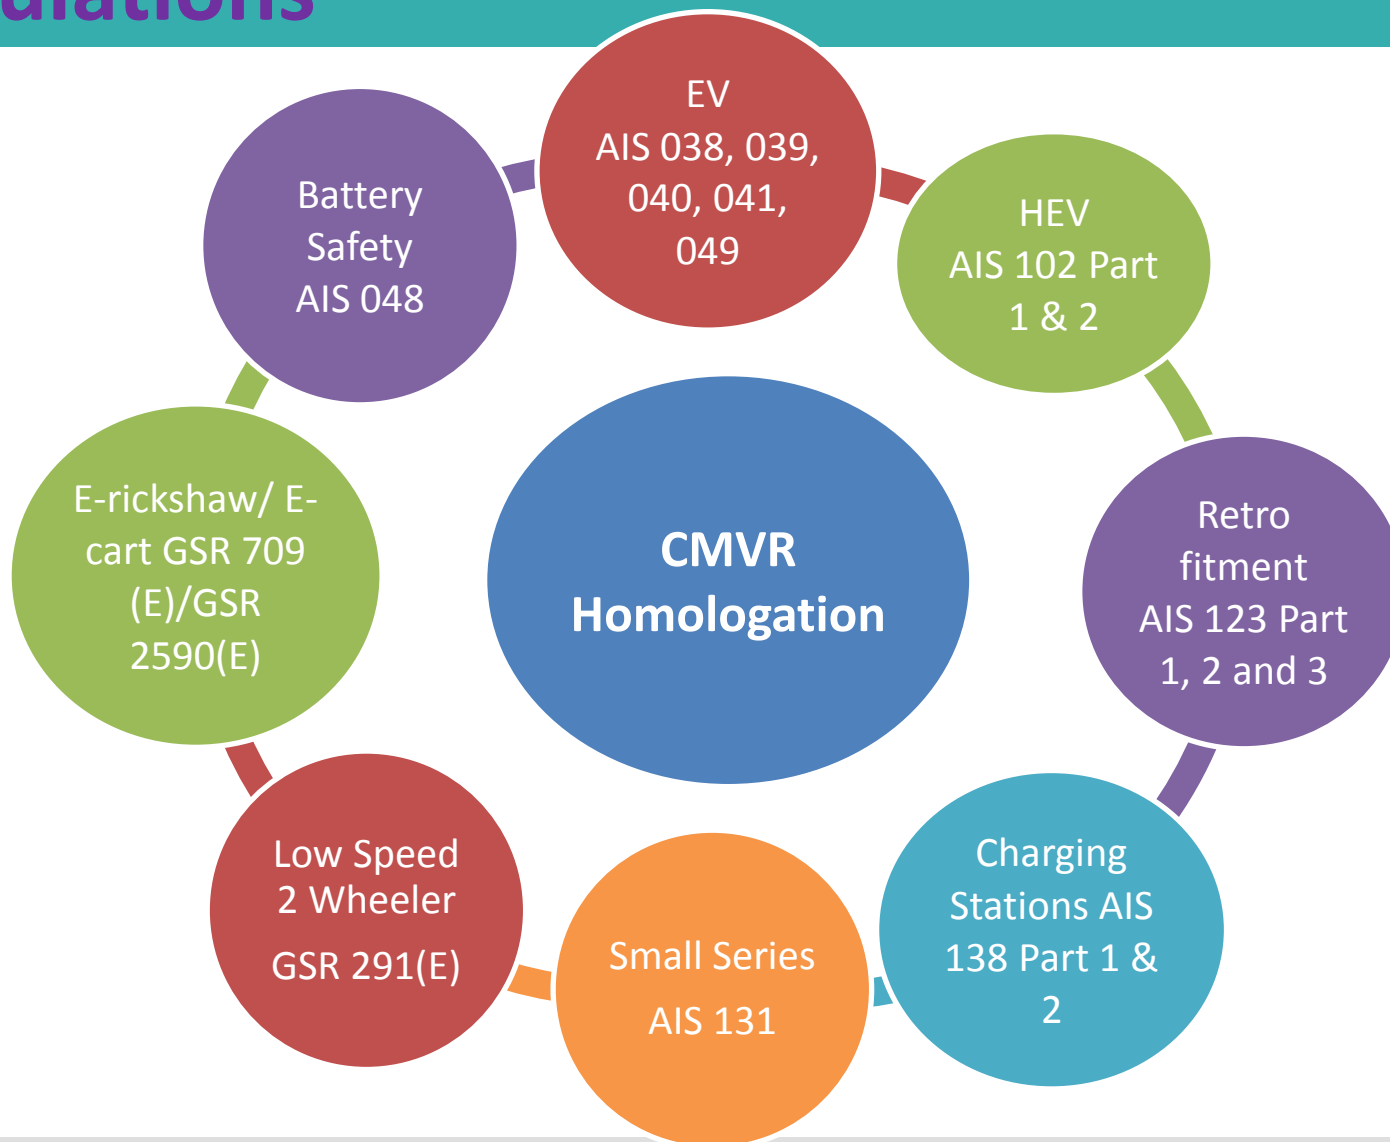 EV
AIS 038, 039,
040, 041,
049
HEV
AIS 102 Part
1 & 2
Retro
fitment
AIS 123 Part
1, 2 and 3
Charging
Stations AIS
138 Part 1 &
2
Small Series
AIS 131
Low Speed
2 Wheeler
GSR 291(E)
E-rickshaw/ E-
cart GSR 709
(E)/GSR
2590(E)
Battery
Safety
AIS 048
CMVR
Homologation